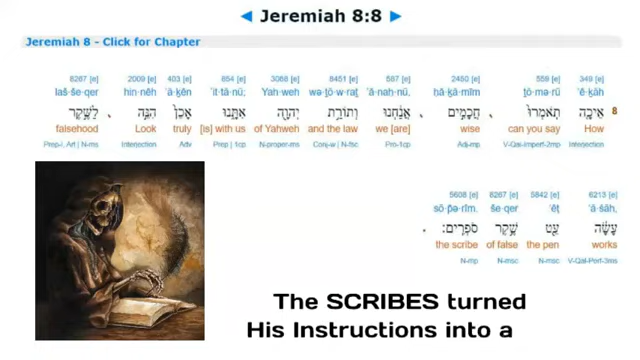 ◄ Jeremiah 8:8 ►
Jeremiah 8 - Click for Chapter
8267 [e] 2009 [e] 403 [e] 854 [e] 3068 [e] 8451 [e] 587 [e] 2450 [e] 559 [e] 349 [e]
laš·še·qer hin·nêh ’ā·ḵên ’it·tā·nū; Yah·weh wə·ṯō·w·raṯ ’ă·naḥ·nū, ḥă·ḵā·mîm ṯō·mə·rū ’ê·ḵāh
8 אֵיכָ֤ה תֹֽאמְרוּ֙ , חֲכָמִ֣ים , אֲנַ֔חְנוּ וְתוֹרַ֥ת יְהוָ֖ה אִתָּ֑נוּ אָכֵן֙ הִנֵּ֣ה , לַשֶּׁ֣קֶר
falsehood Look truly [is] with us of Yahweh and the law we [are] wise can you say How
Prep-l, Art | N-ms Interjection Adv Prep | 1cp N-proper-ms Conj-w | N-fsc Pro-1cp Adj-mp V-Qal-Imperf-2mp Interjection
5608 [e] 8267 [e] 5842 [e] 6213 [e]
sō·p̄ə·rîm. še·qer ‘êṭ ‘ā·śāh,
עָשָׂ֔ה עֵ֖ט שֶׁ֥קֶר סֹפְרִֽים׃ .
the scribe of false the pen works
N-mp N-msc N-msc V-Qal-Perf-3ms
The SCRIBES turned
His Instructions into a